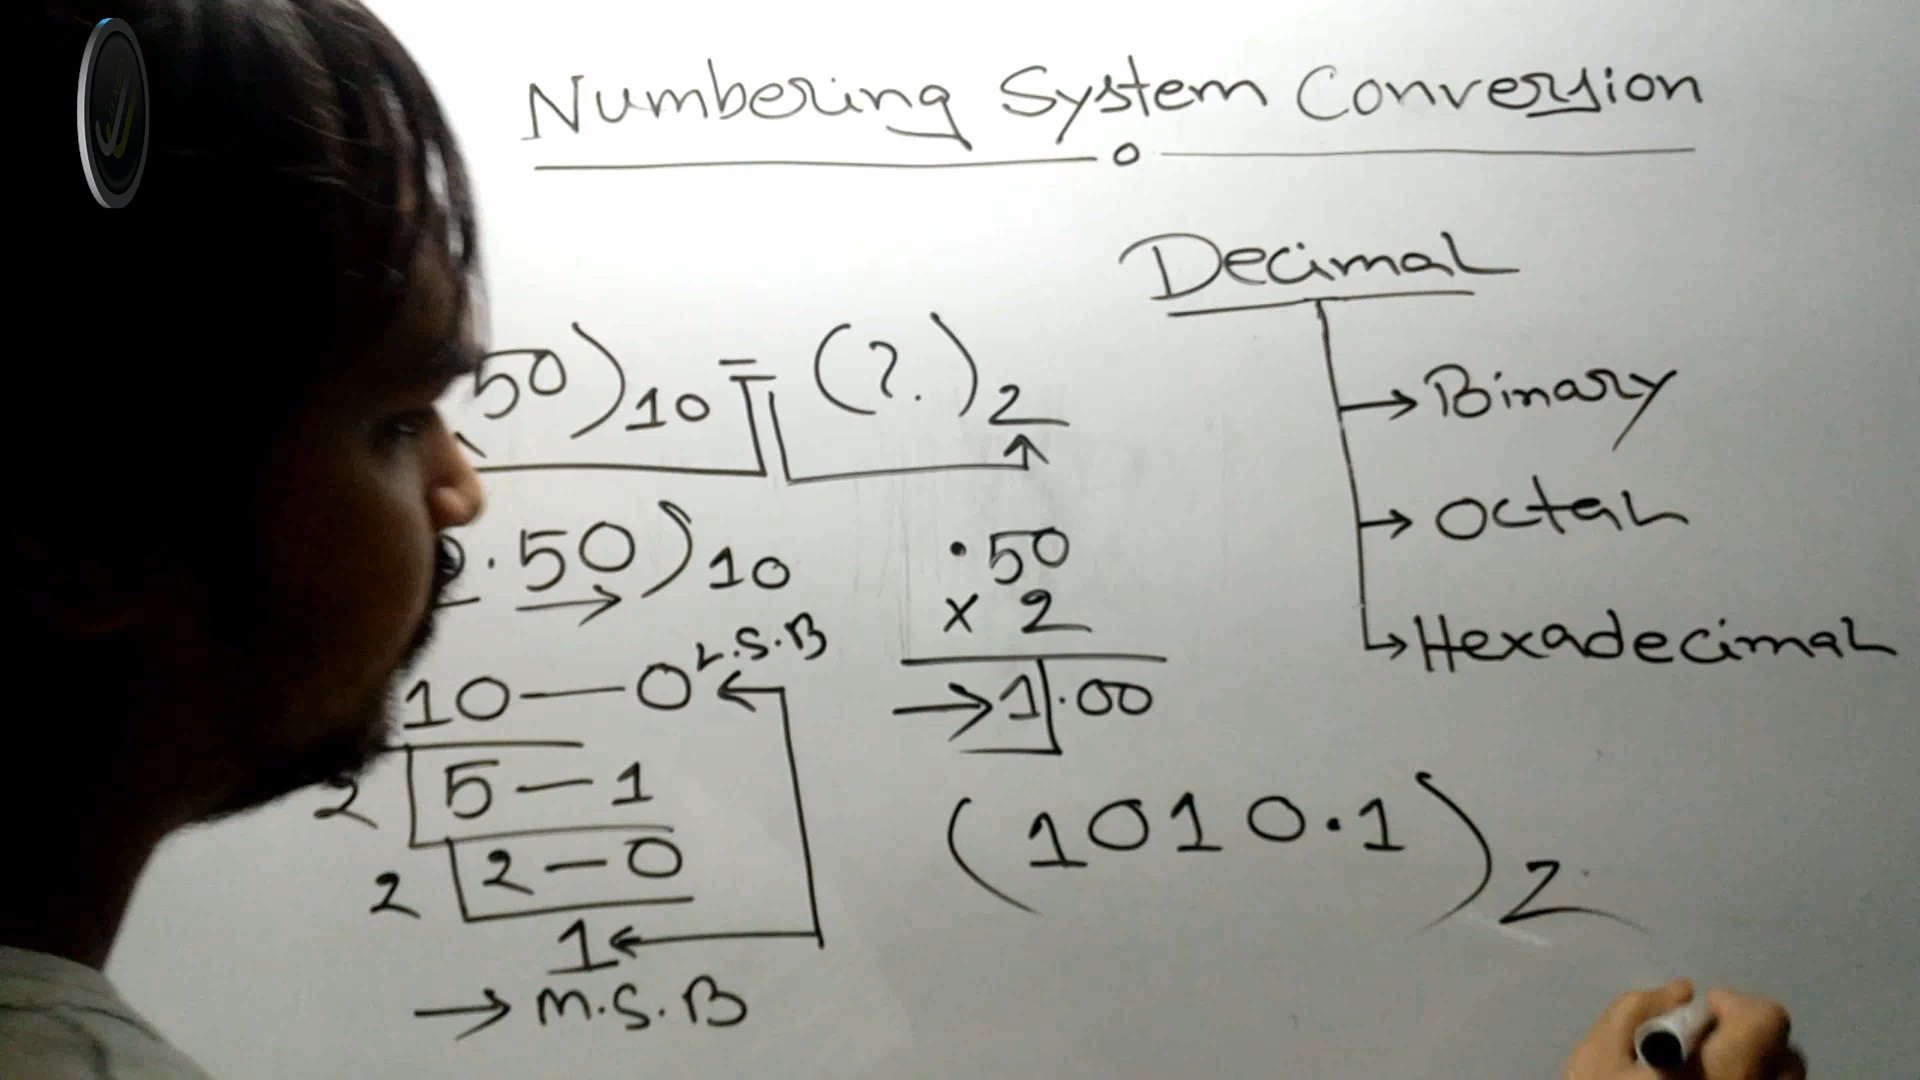 Numbering System Conversion
Decimal
→ Binary
→ Octal
→ Hexadecimal
50)10 = (?.)2
.50)10
10 — 0 L.S.B
2 5 — 1
2 2 — 0
1
→ M.S.B
.50
× 2
→ 1.00
(1010.1)2